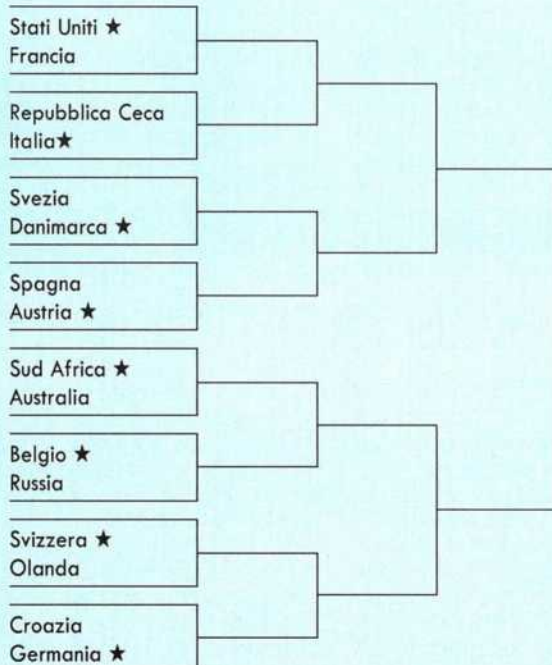 Stati Uniti ★
Francia
Repubblica Ceca
Italia★
Svezia
Danimarca ★
Spagna
Austria ★
Sud Africa ★
Australia
Belgio ★
Russia
Svizzera ★
Olanda
Croazia
Germania ★